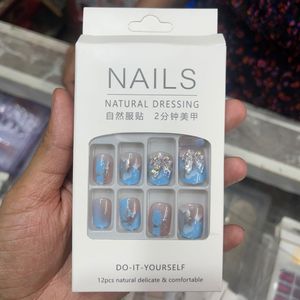 NAILS
NATURAL DRESSING
自然服贴 2分钟美甲
DO-IT-YOURSELF
12pcs natural delicate & comfortable